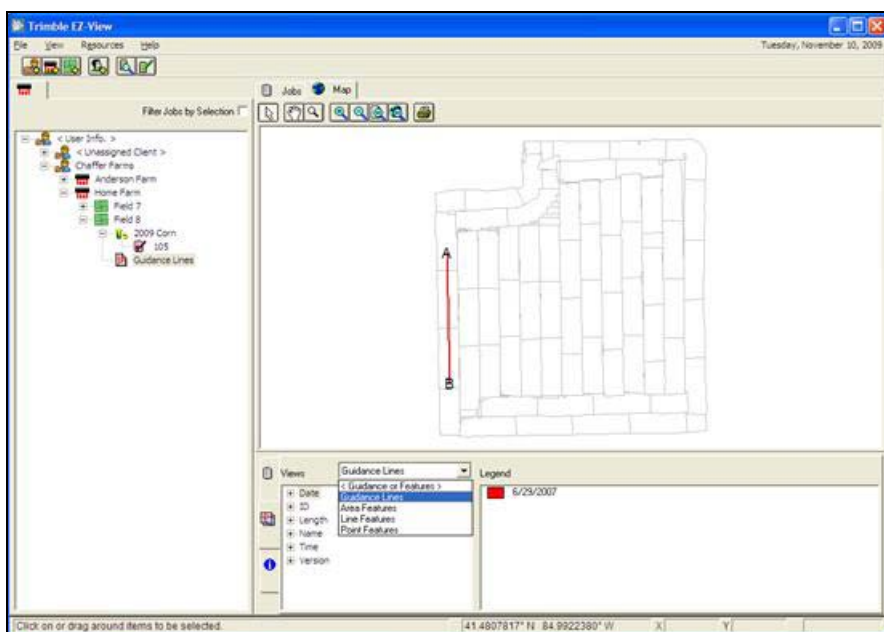 Trimble EZ-View
File View Resources Help
Tuesday, November 10, 2009
Jobs Map
Filter Jobs by Selection
< User Info. >
< Unassigned Client >
Chaffer Farms
Anderson Farm
Home Farm
Field 7
Field 8
2009 Corn
105
Guidance Lines
A
B
Views
Guidance Lines
Legend
< Guidance or Features >
Guidance Lines
Area Features
Line Features
Point Features
Date
ID
Length
Name
Time
Version
6/29/2007
Click on or drag around items to be selected.
41.4807817° N 84.9922380° W
X
Y